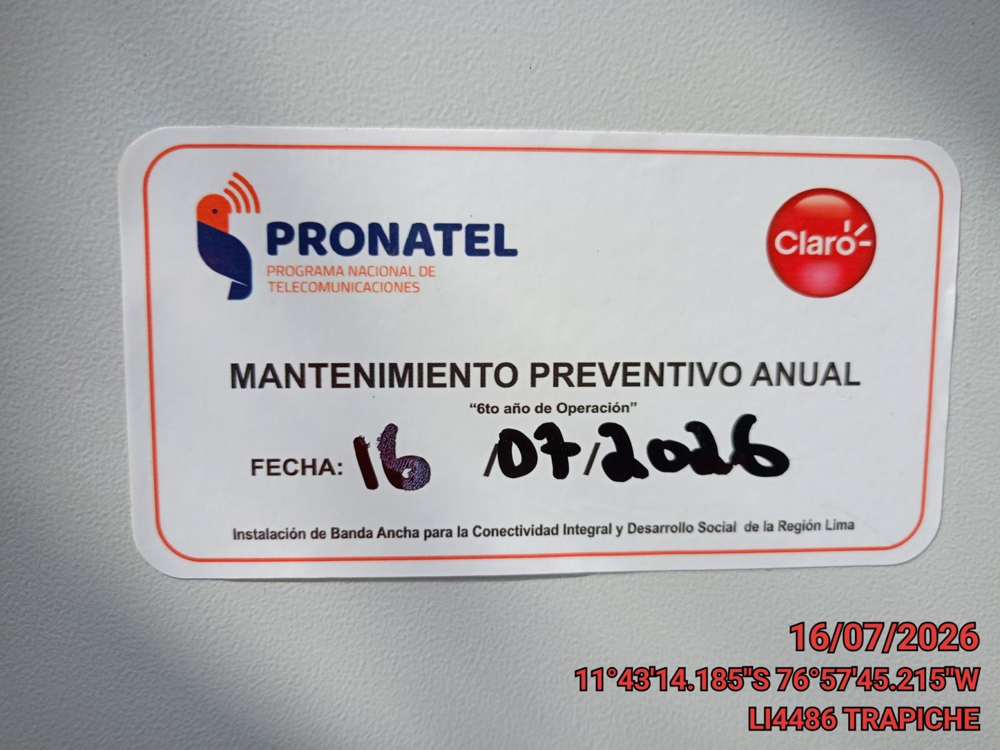 PRONATEL
PROGRAMA NACIONAL DE
TELECOMUNICACIONES
Claro
MANTENIMIENTO PREVENTIVO ANUAL
“6to año de Operación”
FECHA: 16 /07/2026
Instalación de Banda Ancha para la Conectividad Integral y Desarrollo Social de la Región Lima
16/07/2026
11°43'14.185"S 76°57'45.215"W
LI4486 TRAPICHE